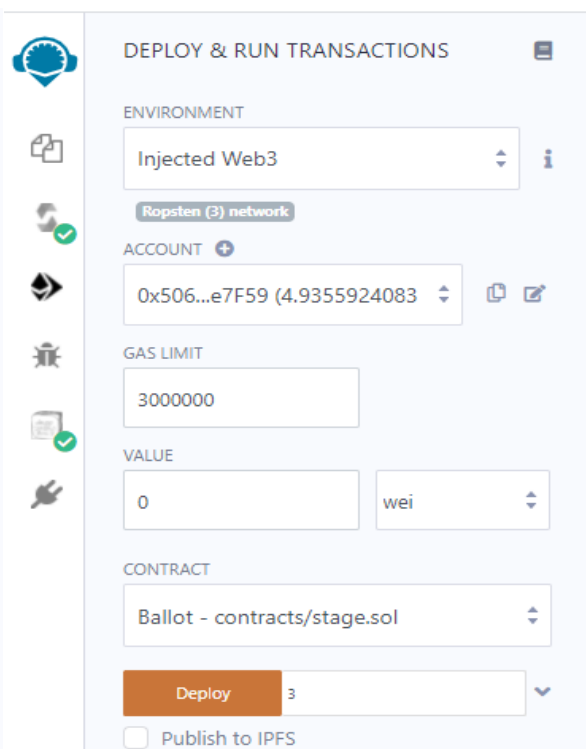 DEPLOY & RUN TRANSACTIONS
ENVIRONMENT
Injected Web3
i
Ropsten (3) network
ACCOUNT
0x506...e7F59 (4.9355924083
GAS LIMIT
3000000
VALUE
0 wei
CONTRACT
Ballot - contracts/stage.sol
Deploy 3
Publish to IPFS